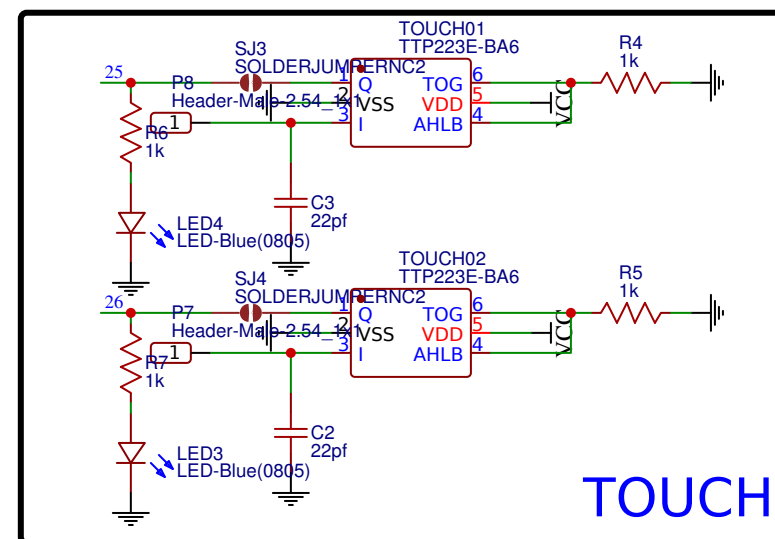 TOUCH01
TTP223E-BA6
SJ3
SOLDERJUMPERNC2
R4
1k
25
P8
Header-Male-2.54_1x1
1
R6
1k
1
Q
2
VSS
3
I
6
TOG
5
VDD
4
AHLB
VCC
C3
22pf
LED4
LED-Blue(0805)
TOUCH02
TTP223E-BA6
SJ4
SOLDERJUMPERNC2
R5
1k
26
P7
Header-Male-2.54_1x1
1
R7
1k
1
Q
2
VSS
3
I
6
TOG
5
VDD
4
AHLB
VCC
C2
22pf
LED3
LED-Blue(0805)
TOUCH